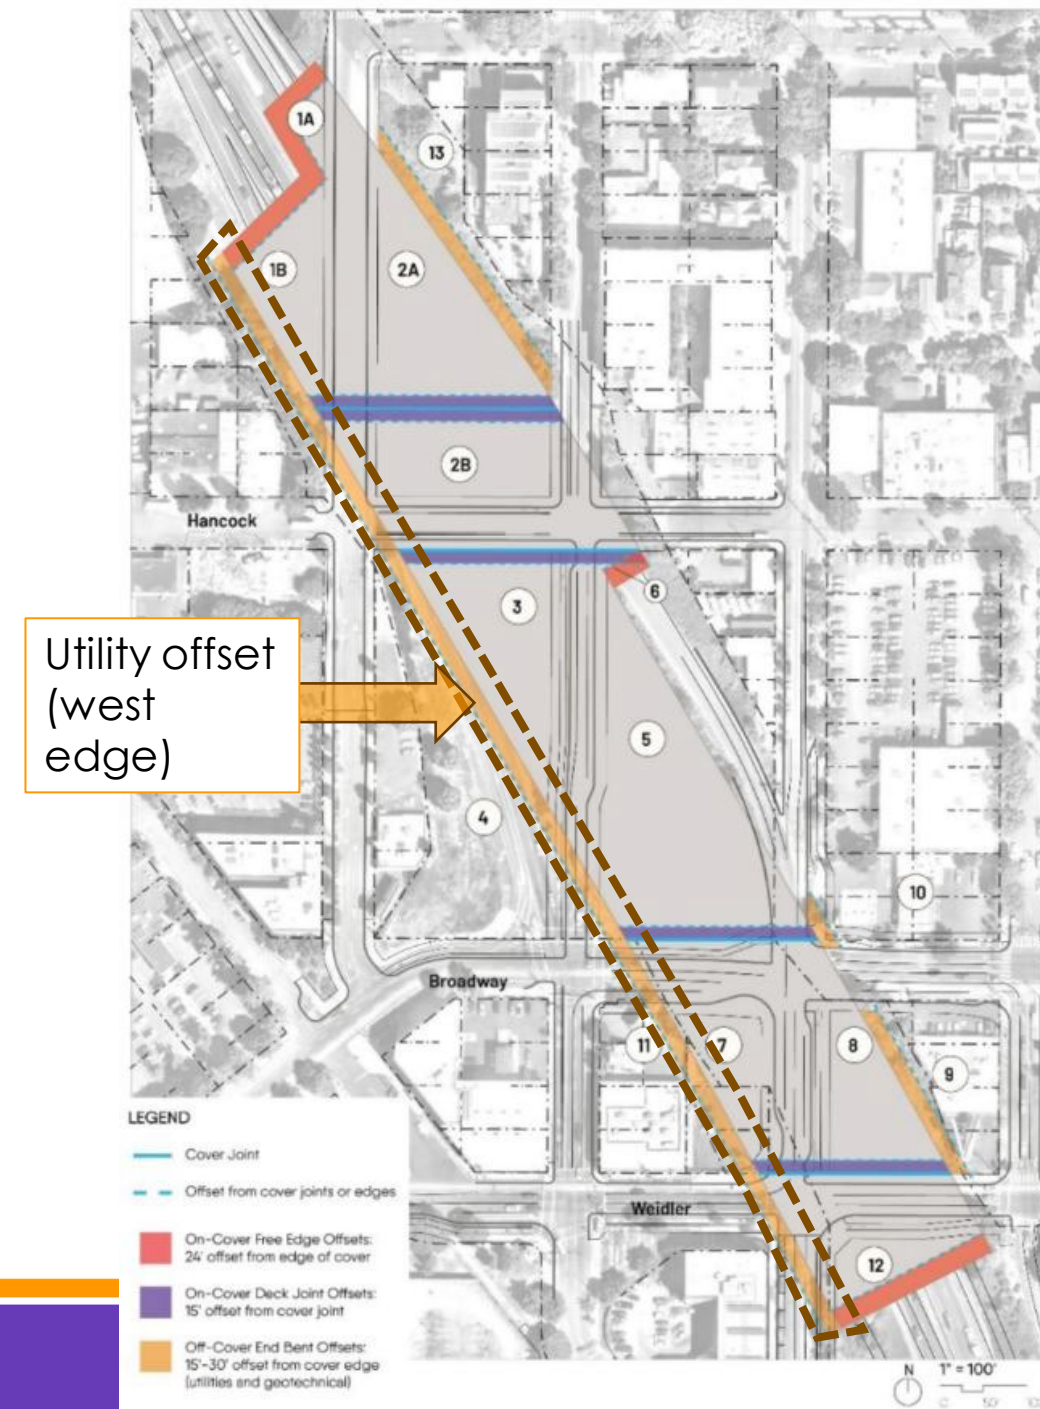 1A
13
1B
2A
2B
Hancock
3
6
Utility offset
(west
edge)
5
4
10
Broadway
11
7
8
9
LEGEND
Cover Joint
Offset from cover joints or edges
Weidler
On-Cover Free Edge Offsets:
24' offset from edge of cover
12
On-Cover Deck Joint Offsets:
15' offset from cover joint
Off-Cover End Bent Offsets:
15'-30' offset from cover edge
(utilities and geotechnical)
N
1" = 100'
0 50'